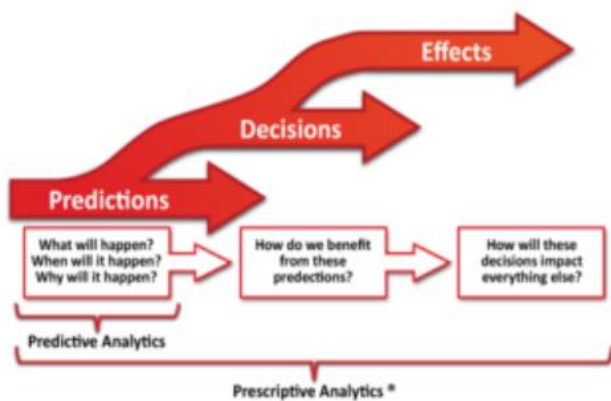 Effects
Decisions
Predictions
What will happen?
When will it happen?
Why will it happen?
How do we benefit
from these
predections?
How will these
decisions impact
everything else?
Predictive Analytics
Prescriptive Analytics ®